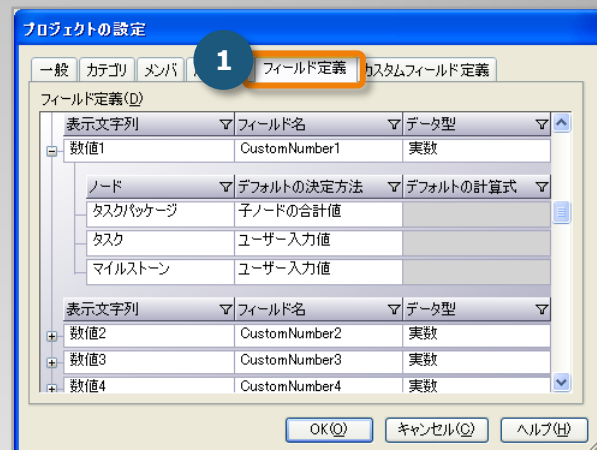 プロジェクトの設定
一般 カテゴリ メンバ 1 フィールド定義 カスタムフィールド定義
フィールド定義(D)
表示文字列 フィールド名 データ型
数値1 CustomNumber1 実数
ノード デフォルトの決定方法 デフォルトの計算式
タスクパッケージ 子ノードの合計値
タスク ユーザー入力値
マイルストーン ユーザー入力値
表示文字列 フィールド名 データ型
数値2 CustomNumber2 実数
数値3 CustomNumber3 実数
数値4 CustomNumber4 実数
OK(O) キャンセル(C) ヘルプ(H)